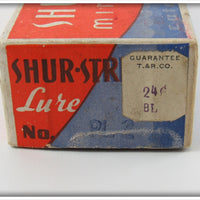 SHUR-STR
Lure
No.
GUARANTEE
T.&R.CO.
24¢
BL